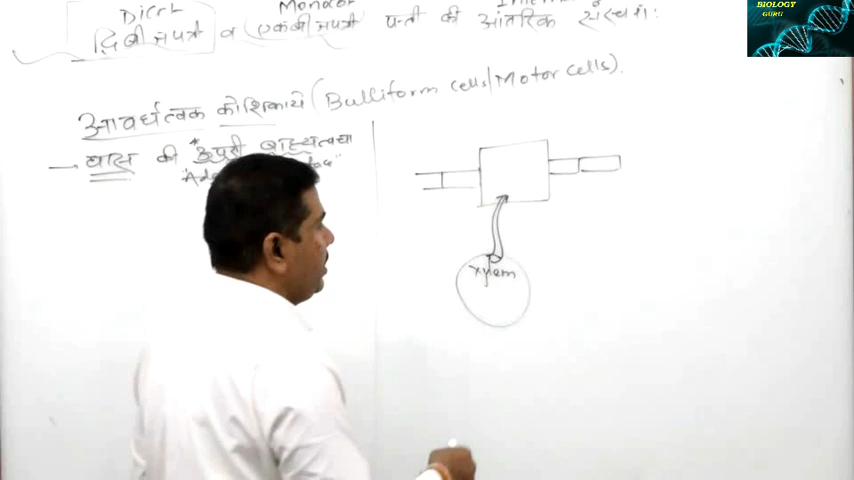 Dicot
Monocot
द्विबीजपत्री व एकबीजपत्री पत्ती की आंतरिक संरचना :
आवर्धत्वक कोशिकायें (Bulliform cells/Motor cells).
→ घास की ऊपरी बाह्यत्वचा
xylem
BIOLOGY
GURU